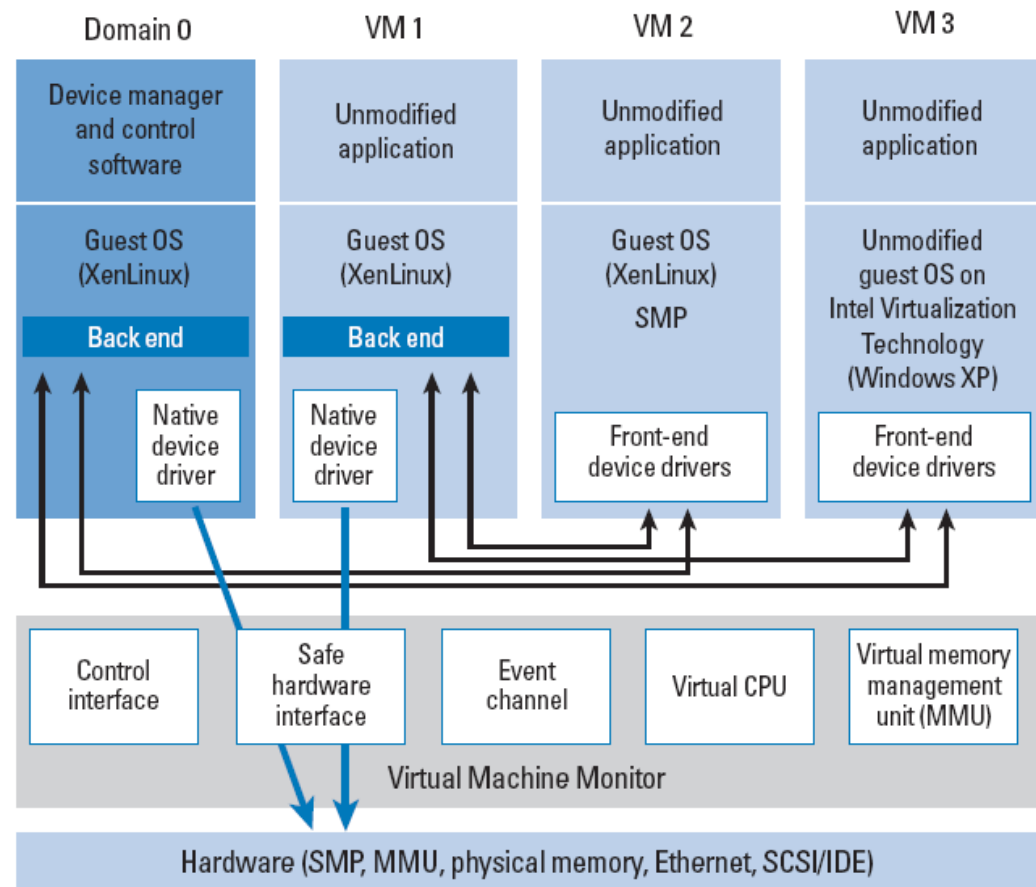 Domain 0
VM 1
VM 2
VM 3
Device manager
and control
software
Unmodified
application
Unmodified
application
Unmodified
application
Guest OS
(XenLinux)
Back end
Native
device
driver
Guest OS
(XenLinux)
Back end
Native
device
driver
Guest OS
(XenLinux)
SMP
Front-end
device drivers
Unmodified
guest OS on
Intel Virtualization
Technology
(Windows XP)
Front-end
device drivers
Control
interface
Safe
hardware
interface
Event
channel
Virtual CPU
Virtual memory
management
unit (MMU)
Virtual Machine Monitor
Hardware (SMP, MMU, physical memory, Ethernet, SCSI/IDE)